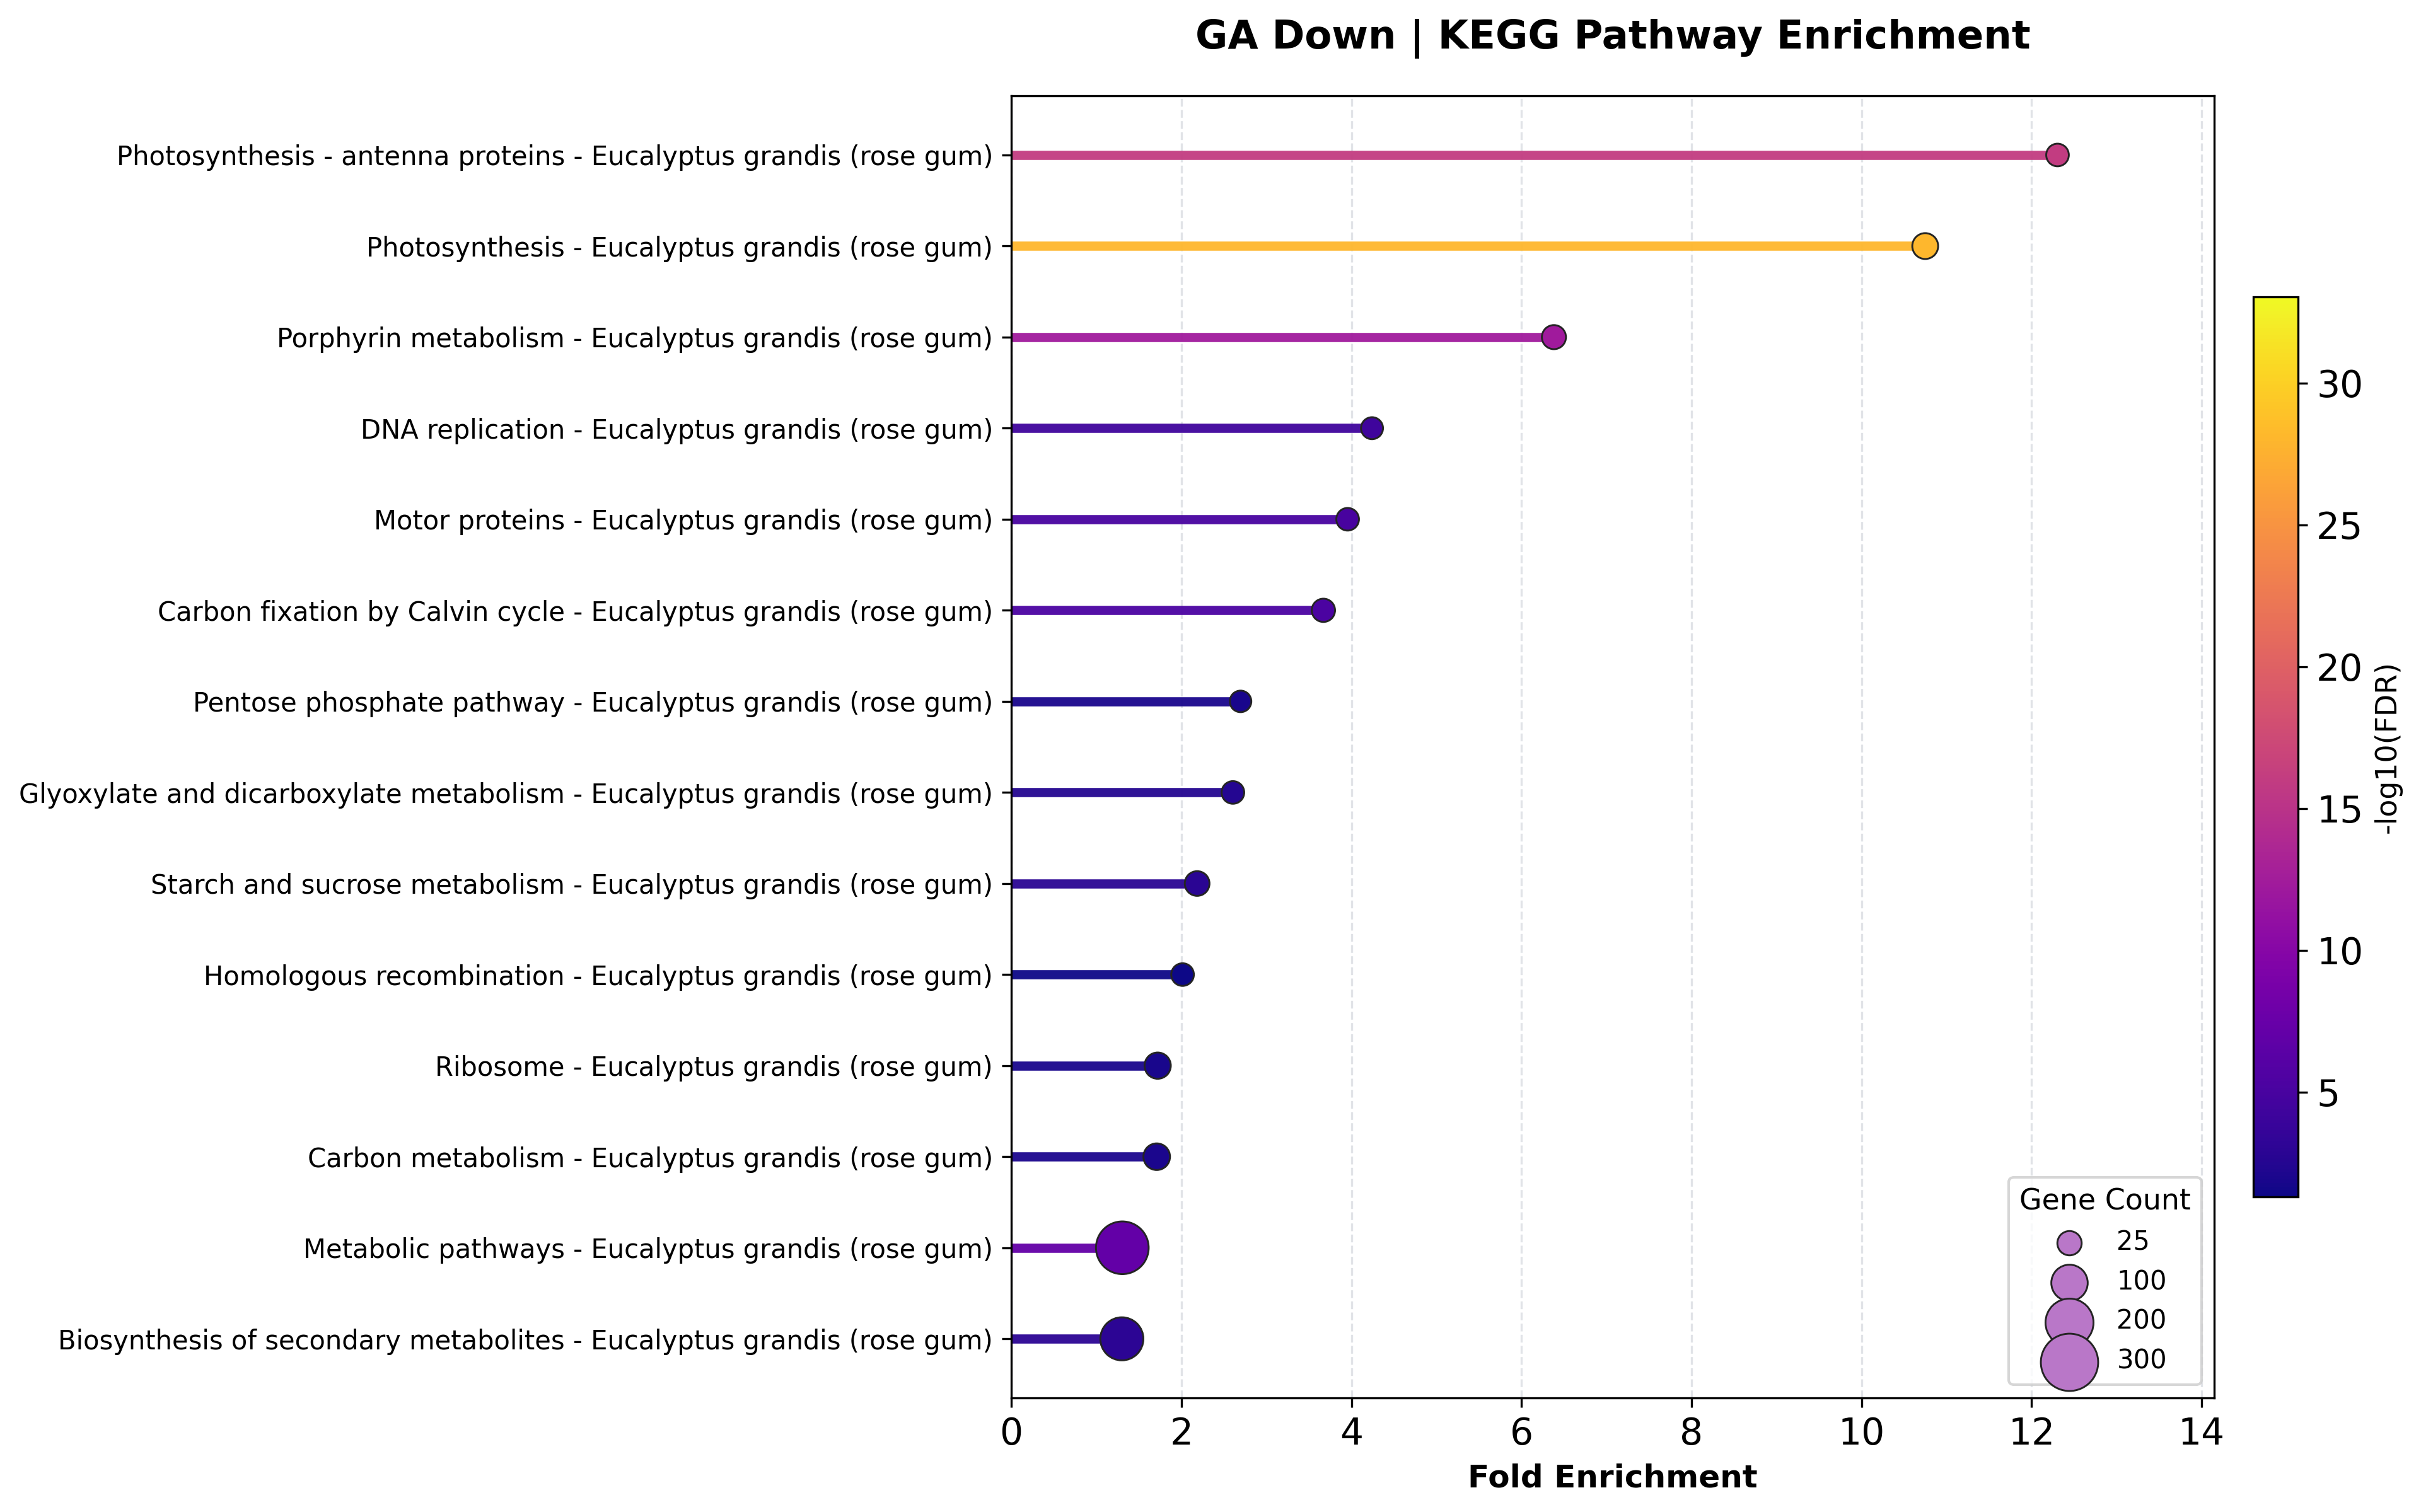 GA Down | KEGG Pathway Enrichment
Photosynthesis - antenna proteins - Eucalyptus grandis (rose gum)
Photosynthesis - Eucalyptus grandis (rose gum)
Porphyrin metabolism - Eucalyptus grandis (rose gum)
DNA replication - Eucalyptus grandis (rose gum)
Motor proteins - Eucalyptus grandis (rose gum)
Carbon fixation by Calvin cycle - Eucalyptus grandis (rose gum)
Pentose phosphate pathway - Eucalyptus grandis (rose gum)
Glyoxylate and dicarboxylate metabolism - Eucalyptus grandis (rose gum)
Starch and sucrose metabolism - Eucalyptus grandis (rose gum)
Homologous recombination - Eucalyptus grandis (rose gum)
Ribosome - Eucalyptus grandis (rose gum)
Carbon metabolism - Eucalyptus grandis (rose gum)
Metabolic pathways - Eucalyptus grandis (rose gum)
Biosynthesis of secondary metabolites - Eucalyptus grandis (rose gum)
0 2 4 6 8 10 12 14
Fold Enrichment
Gene Count
25
100
200
300
30
25
20
15
10
5
-log10(FDR)